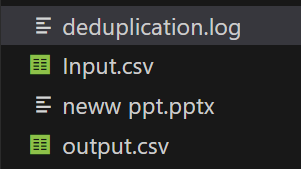 deduplication.log
Input.csv
neww ppt.pptx
output.csv